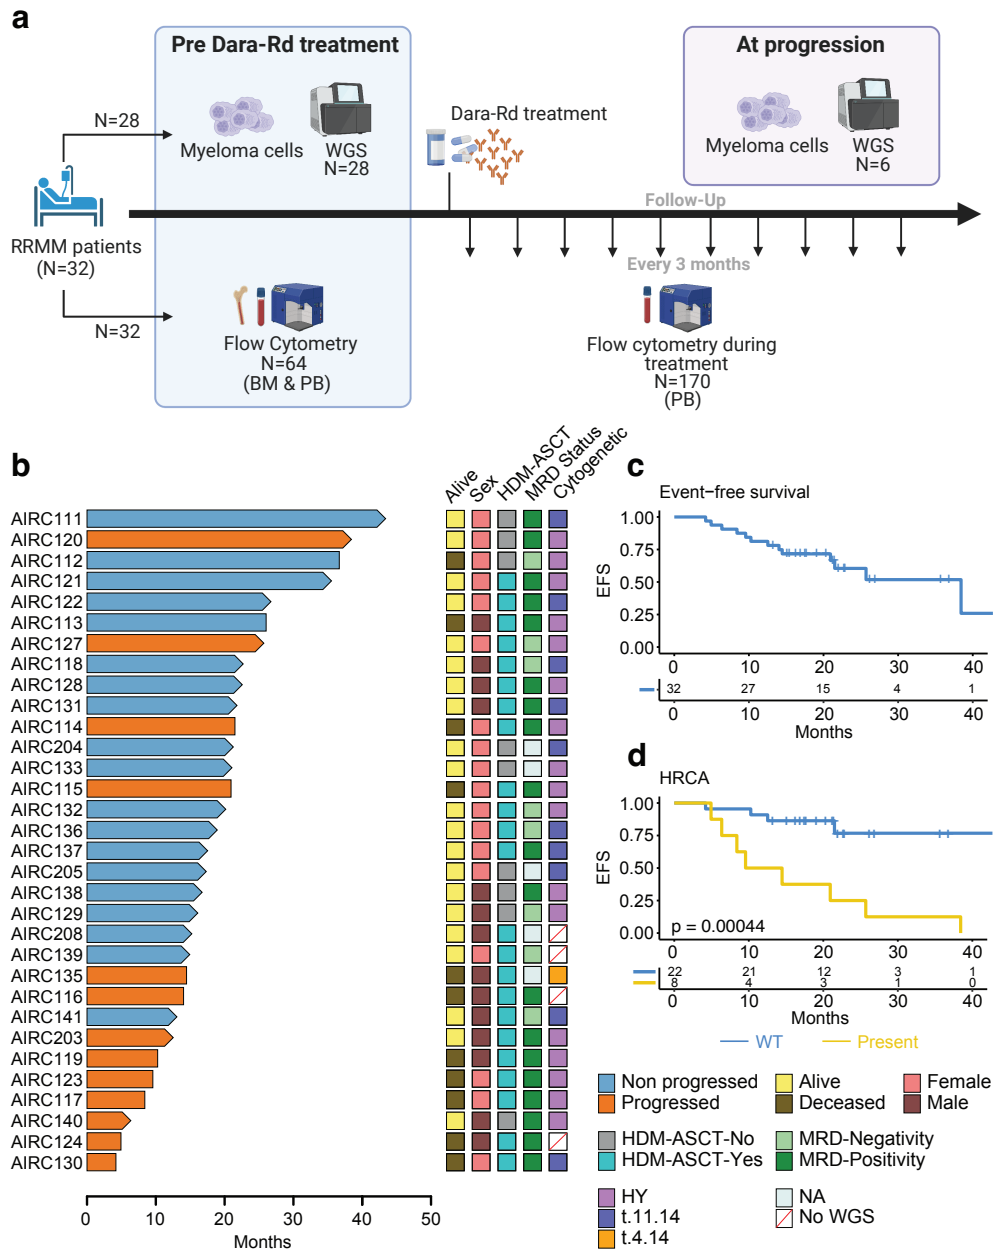 a
Pre Dara-Rd treatment
At progression
N=28
Myeloma cells
WGS
N=28
Dara-Rd treatment
Myeloma cells
WGS
N=6
Follow-Up
RRMM patients
(N=32)
Every 3 months
N=32
Flow Cytometry
N=64
(BM & PB)
Flow cytometry during
treatment
N=170
(PB)
b
Alive
Sex
HDM-ASCT
MRD Status
Cytogenetic
AIRC111
AIRC120
AIRC112
AIRC121
AIRC122
AIRC113
AIRC127
AIRC118
AIRC128
AIRC131
AIRC114
AIRC204
AIRC133
AIRC115
AIRC132
AIRC136
AIRC137
AIRC205
AIRC138
AIRC129
AIRC208
AIRC139
AIRC135
AIRC116
AIRC141
AIRC203
AIRC119
AIRC123
AIRC117
AIRC140
AIRC124
AIRC130
0 10 20 30 40 50
Months
c
Event-free survival
1.00
0.75
0.50
0.25
0.00
EFS
0 10 20 30 40
32 27 15 4 1
0 10 20 30 40
Months
d
HRCA
1.00
0.75
0.50
0.25
0.00
EFS
p = 0.00044
0 10 20 30 40
22 21 12 3 1
8 4 3 1 0
0 10 20 30 40
Months
WT Present
Non progressed
Progressed
Alive
Deceased
Female
Male
HDM-ASCT-No
HDM-ASCT-Yes
MRD-Negativity
MRD-Positivity
HY
t.11.14
t.4.14
NA
No WGS